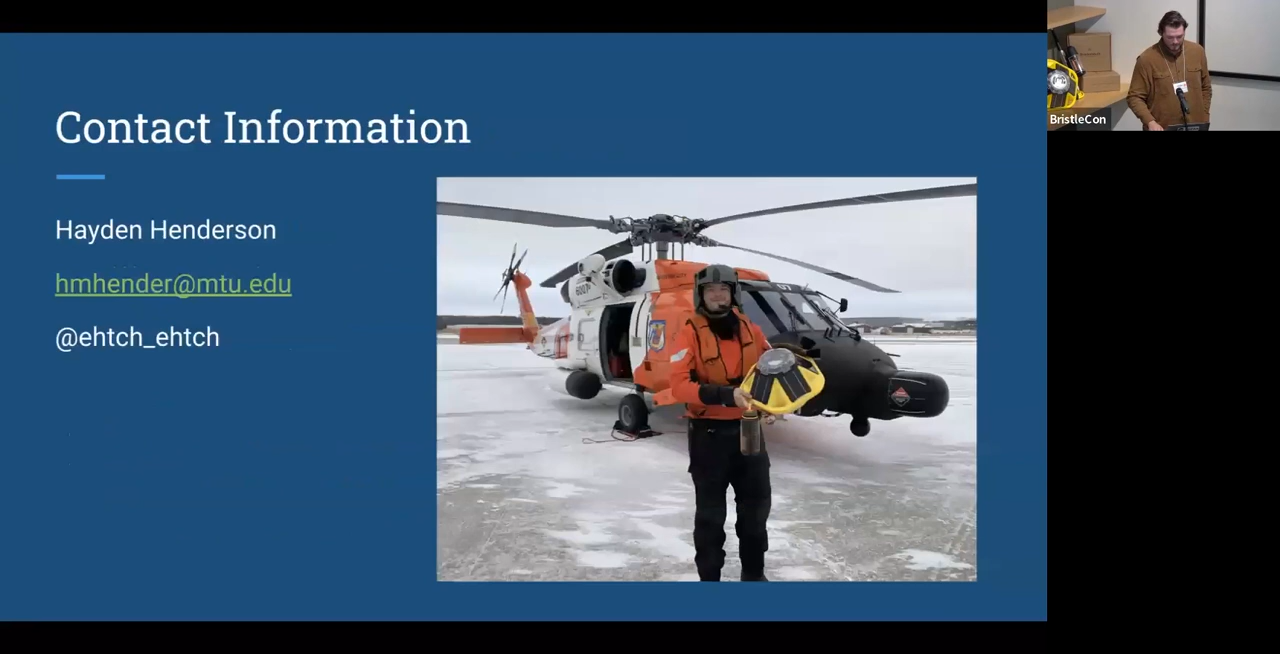 Contact Information
Hayden Henderson
hmhender@mtu.edu
@ehtch_ehtch
BristleCon